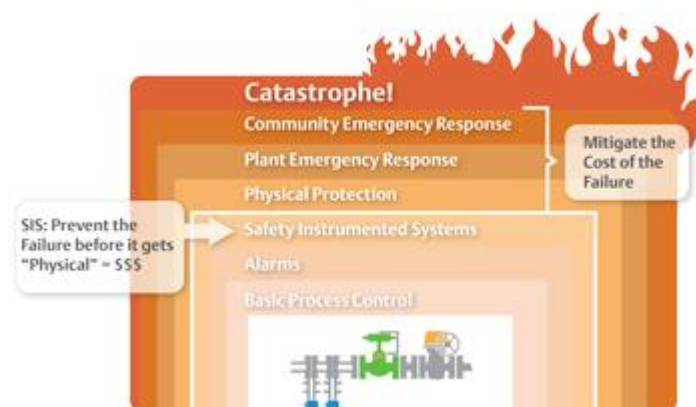 Catastrophe!
Community Emergency Response
Plant Emergency Response
Physical Protection
Mitigate the
Cost of the
Failure
SIS: Prevent the
Failure before it gets
"Physical" – $$$
Safety Instrumented Systems
Alarms
Basic Process Control